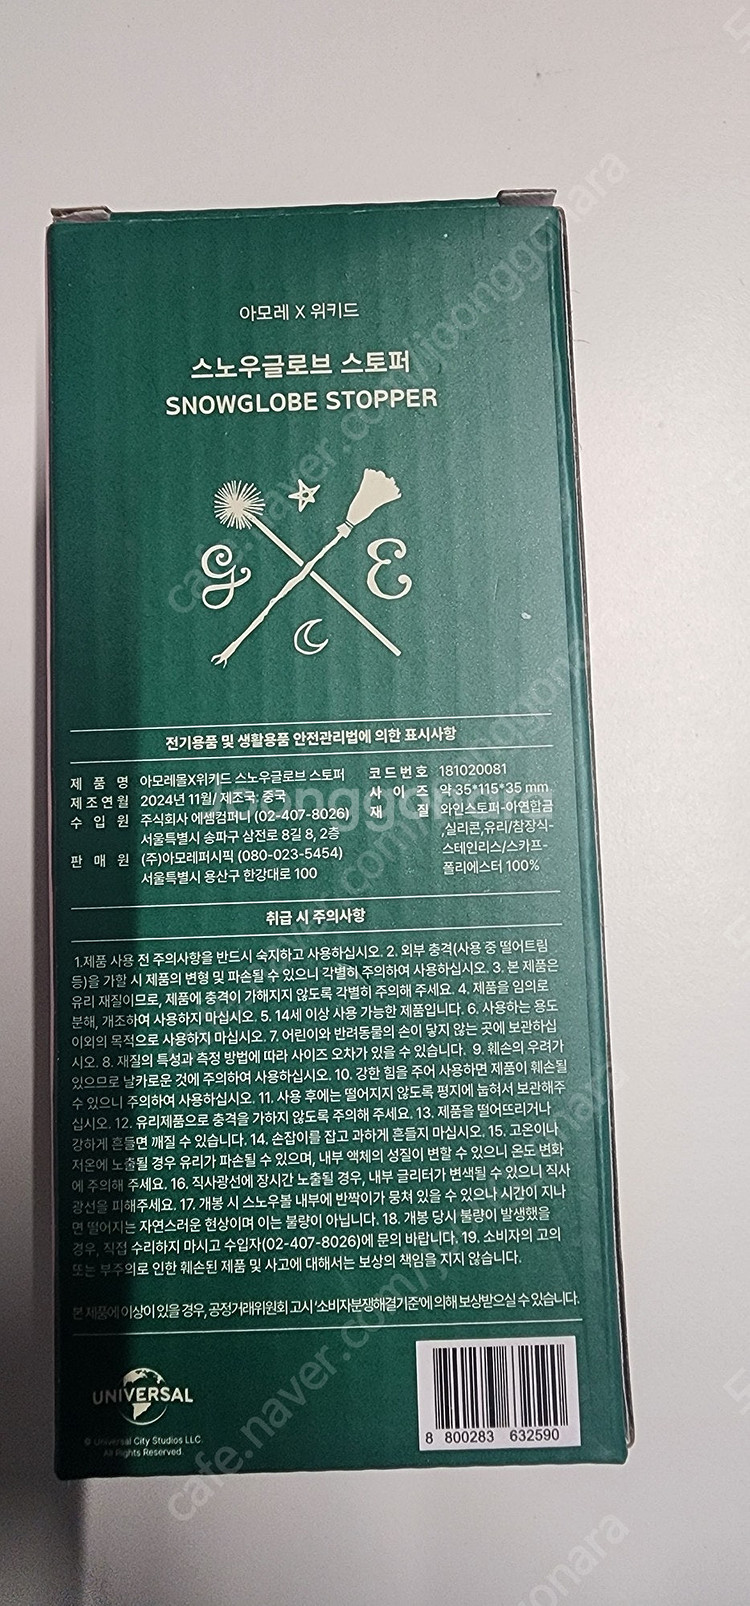 아모레 X 위키드
스노우글로브 스토퍼
SNOWGLOBE STOPPER
G E
전기용품 및 생활용품 안전관리법에 의한 표시사항
제 품 명 아모레몰X위키드 스노우글로브 스토퍼
제조연월 2024년 11월/제조국: 중국
수 입 원 주식회사 에셈컴퍼니 (02-407-8026)
서울특별시 송파구 삼전로 8길 8, 2층
판 매 원 (주)아모레퍼시픽 (080-023-5454)
서울특별시 용산구 한강대로 100
코드번호 181020081
사 이 즈 약 35*115*35 mm
재 질 와인스토퍼-아연합금
,실리콘,유리/참장식-
스테인리스/스카프-
폴리에스터 100%
취급 시 주의사항
1.제품 사용 전 주의사항을 반드시 숙지하고 사용하십시오. 2. 외부 충격(사용 중 떨어트림
등)을 가할 시 제품의 변형 및 파손될 수 있으니 각별히 주의하여 사용하십시오. 3. 본 제품은
유리 재질이므로, 제품에 충격이 가해지지 않도록 각별히 주의해 주세요. 4. 제품을 임의로
분해, 개조하여 사용하지 마십시오. 5. 14세 이상 사용 가능한 제품입니다. 6. 사용하는 용도
이외의 목적으로 사용하지 마십시오. 7. 어린이와 반려동물의 손이 닿지 않는 곳에 보관하십
시오. 8. 재질의 특성과 측정 방법에 따라 사이즈 오차가 있을 수 있습니다. 9. 훼손의 우려가
있으므로 날카로운 것에 주의하여 사용하십시오. 10. 강한 힘을 주어 사용하면 제품이 훼손될
수 있으니 주의하여 사용하십시오. 11. 사용 후에는 떨어지지 않도록 평지에 눕혀서 보관해주
십시오. 12. 유리제품으로 충격을 가하지 않도록 주의해 주세요. 13. 제품을 떨어뜨리거나
강하게 흔들면 깨질 수 있습니다. 14. 손잡이를 잡고 과하게 흔들지 마십시오. 15. 고온이나
저온에 노출될 경우 유리가 파손될 수 있으며, 내부 액체의 성질이 변할 수 있으니 온도 변화
에 주의해 주세요. 16. 직사광선에 장시간 노출될 경우, 내부 글리터가 변색될 수 있으니 직사
광선을 피해주세요. 17. 개봉 시 스노우볼 내부에 반짝이가 뭉쳐 있을 수 있으나 시간이 지나
면 떨어지는 자연스러운 현상이며 이는 불량이 아닙니다. 18. 개봉 당시 불량이 발생했을
경우, 직접 수리하지 마시고 수입자(02-407-8026)에 문의 바랍니다. 19. 소비자의 고의
또는 부주의로 인한 훼손된 제품 및 사고에 대해서는 보상의 책임을 지지 않습니다.
본 제품에 이상이 있을 경우, 공정거래위원회 고시 '소비자분쟁해결기준'에 의해 보상받으실 수 있습니다.
UNIVERSAL
© Universal City Studios LLC.
All Rights Reserved.
8 800283 632590
cafe.naver.com/joonggonara
joonggonara
cafe.naver.com/joonggonara